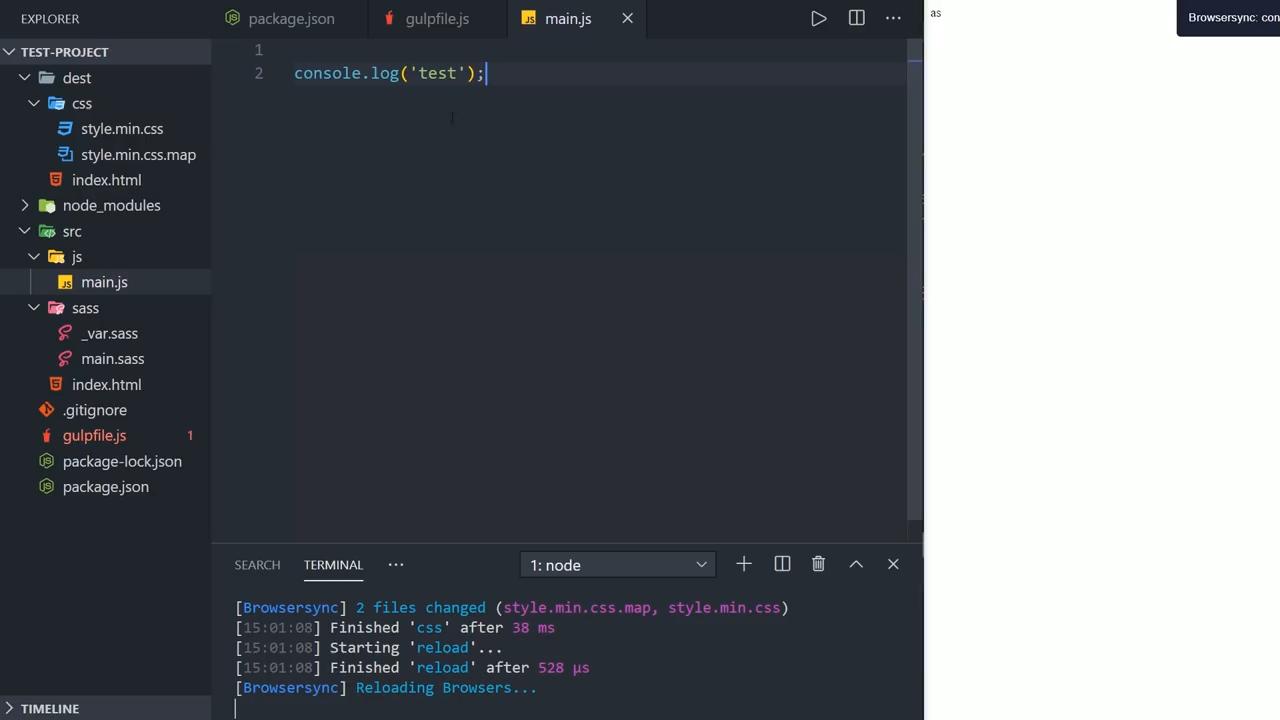 EXPLORER
package.json
gulpfile.js
main.js
as
Browsersync: con
TEST-PROJECT
dest
css
style.min.css
style.min.css.map
index.html
node_modules
src
js
main.js
sass
_var.sass
main.sass
index.html
.gitignore
gulpfile.js 1
package-lock.json
package.json
TIMELINE
1
2 console.log('test');
SEARCH TERMINAL ... 1: node
[Browsersync] 2 files changed (style.min.css.map, style.min.css)
[15:01:08] Finished 'css' after 38 ms
[15:01:08] Starting 'reload'...
[15:01:08] Finished 'reload' after 528 μs
[Browsersync] Reloading Browsers...